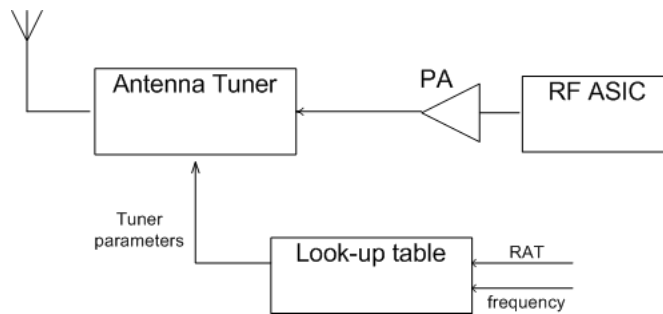 Antenna Tuner
PA
RF ASIC
Tuner
parameters
Look-up table
RAT
frequency